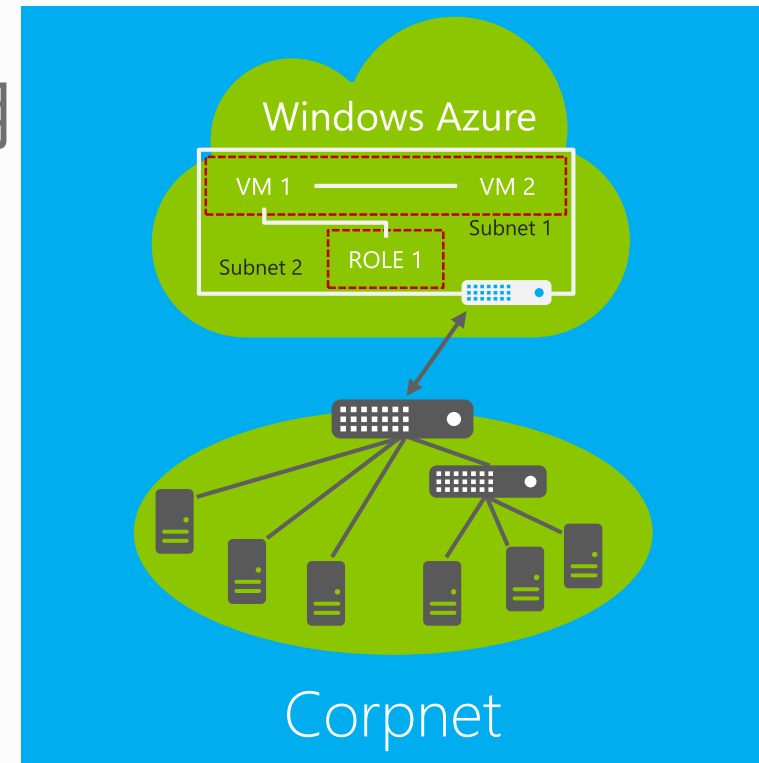 Windows Azure
VM 1
VM 2
Subnet 1
ROLE 1
Subnet 2
Corpnet